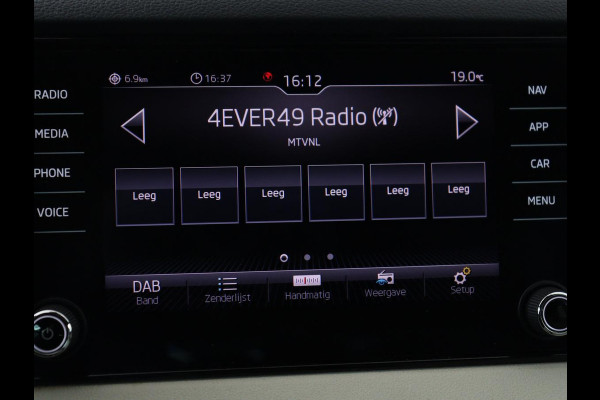 6.9km 16:37 16:12 19.0°C
RADIO
MEDIA
PHONE
VOICE
4EVER49 Radio
MTVNL
Leeg Leeg Leeg Leeg Leeg Leeg
DAB
Band
Zenderlijst
Handmatig
Weergave
Setup
NAV
APP
CAR
MENU